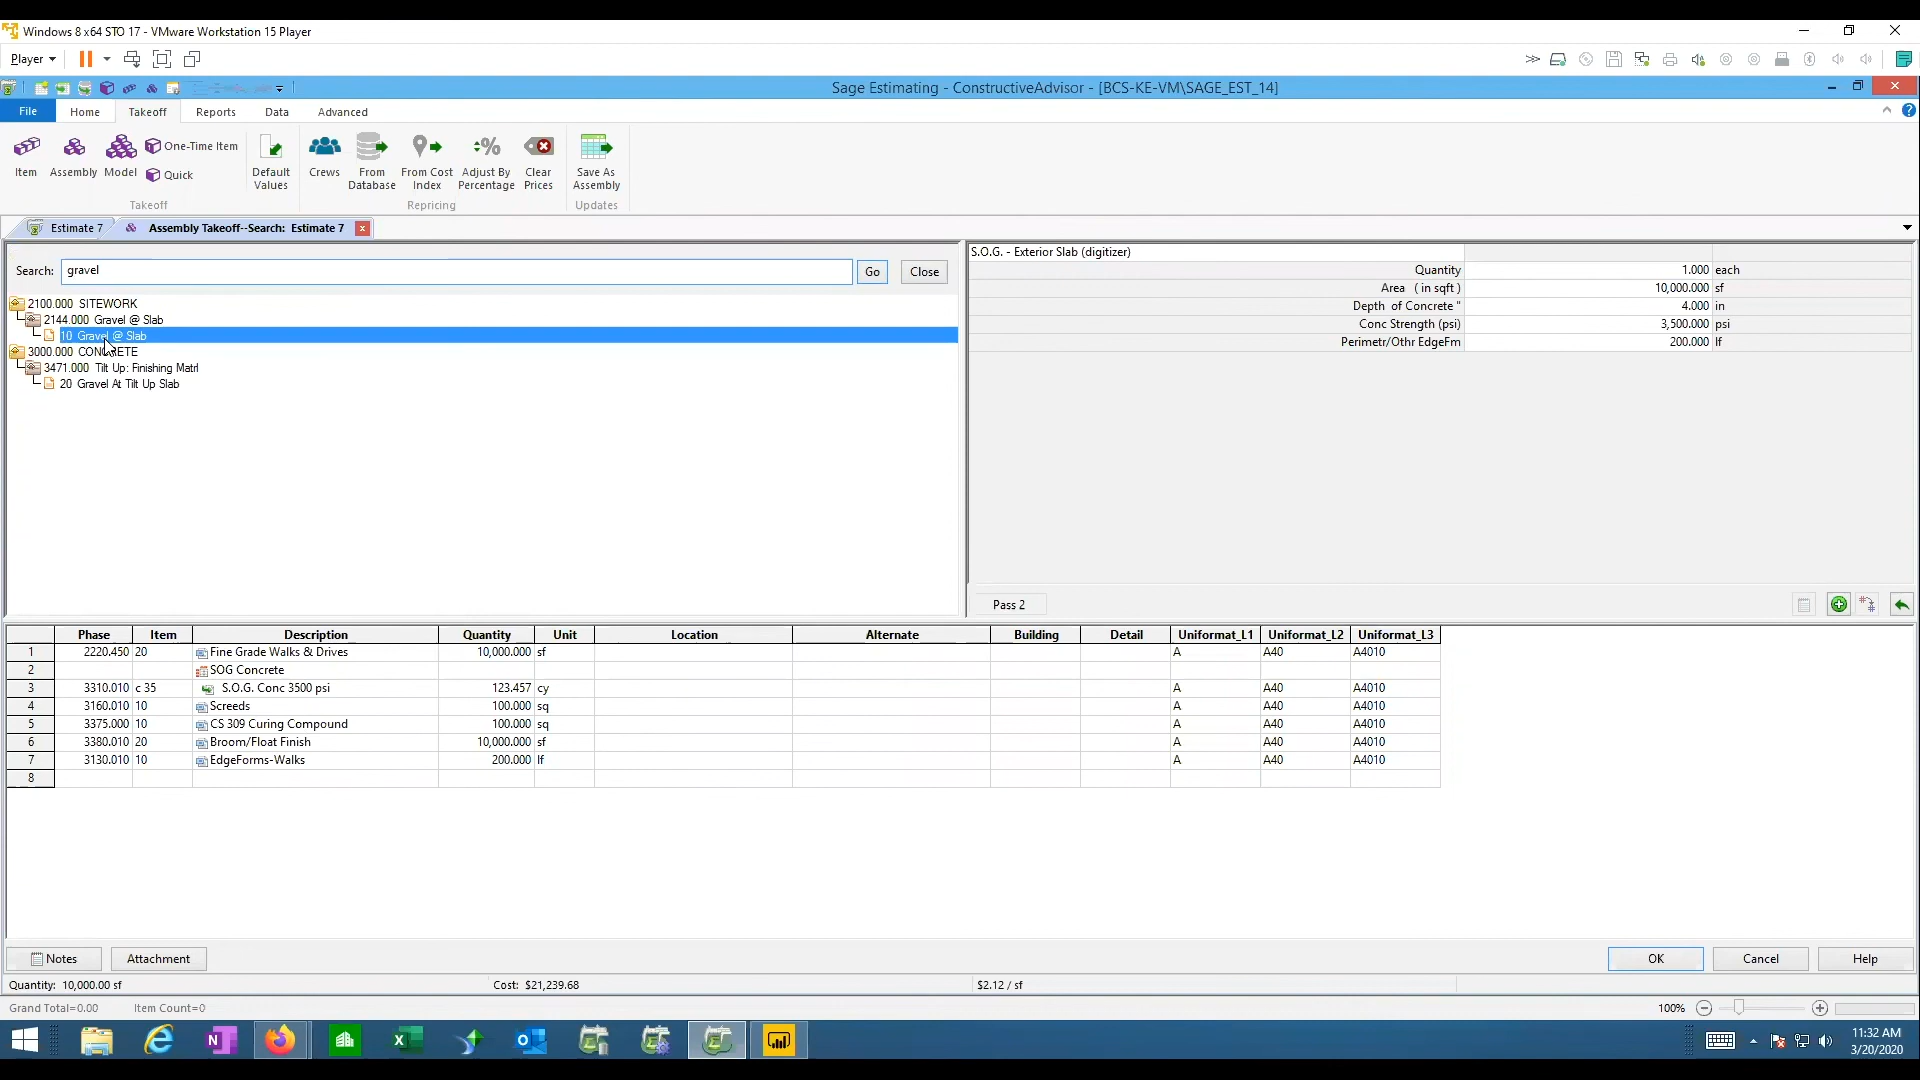 Windows 8 x64 STO 17 - VMware Workstation 15 Player
Player
Sage Estimating - ConstructiveAdvisor - [BCS-KE-VM\SAGE_EST_14]
File Home Takeoff Reports Data Advanced
Item Assembly Model One-Time Item Quick Default Values Crews From Database From Cost Index Adjust By Percentage Clear Prices Save As Assembly
Takeoff Repricing Updates
Estimate 7 Assembly Takeoff--Search: Estimate 7
Search: gravel Go Close
2100.000 SITEWORK
2144.000 Gravel @ Slab
10 Gravel @ Slab
3000.000 CONCRETE
3471.000 Tilt Up: Finishing Matrl
20 Gravel At Tilt Up Slab
S.O.G. - Exterior Slab (digitizer)
Quantity 1.000 each
Area ( in sqft ) 10,000.000 sf
Depth of Concrete " 4.000 in
Conc Strength (psi) 3,500.000 psi
Perimetr/Othr EdgeFm 200.000 lf
Pass 2
Phase Item Description Quantity Unit Location Alternate Building Detail Uniformat_L1 Uniformat_L2 Uniformat_L3
1 2220.450 20 Fine Grade Walks & Drives 10,000.000 sf A A40 A4010
2 SOG Concrete
3 3310.010 c 35 S.O.G. Conc 3500 psi 123.457 cy A A40 A4010
4 3160.010 10 Screeds 100.000 sq A A40 A4010
5 3375.000 10 CS 309 Curing Compound 100.000 sq A A40 A4010
6 3380.010 20 Broom/Float Finish 10,000.000 sf A A40 A4010
7 3130.010 10 EdgeForms-Walks 200.000 lf A A40 A4010
8
Notes Attachment OK Cancel Help
Quantity: 10,000.00 sf Cost: $21,239.68 $2.12 / sf
Grand Total=0.00 Item Count=0 100%
11:32 AM
3/20/2020